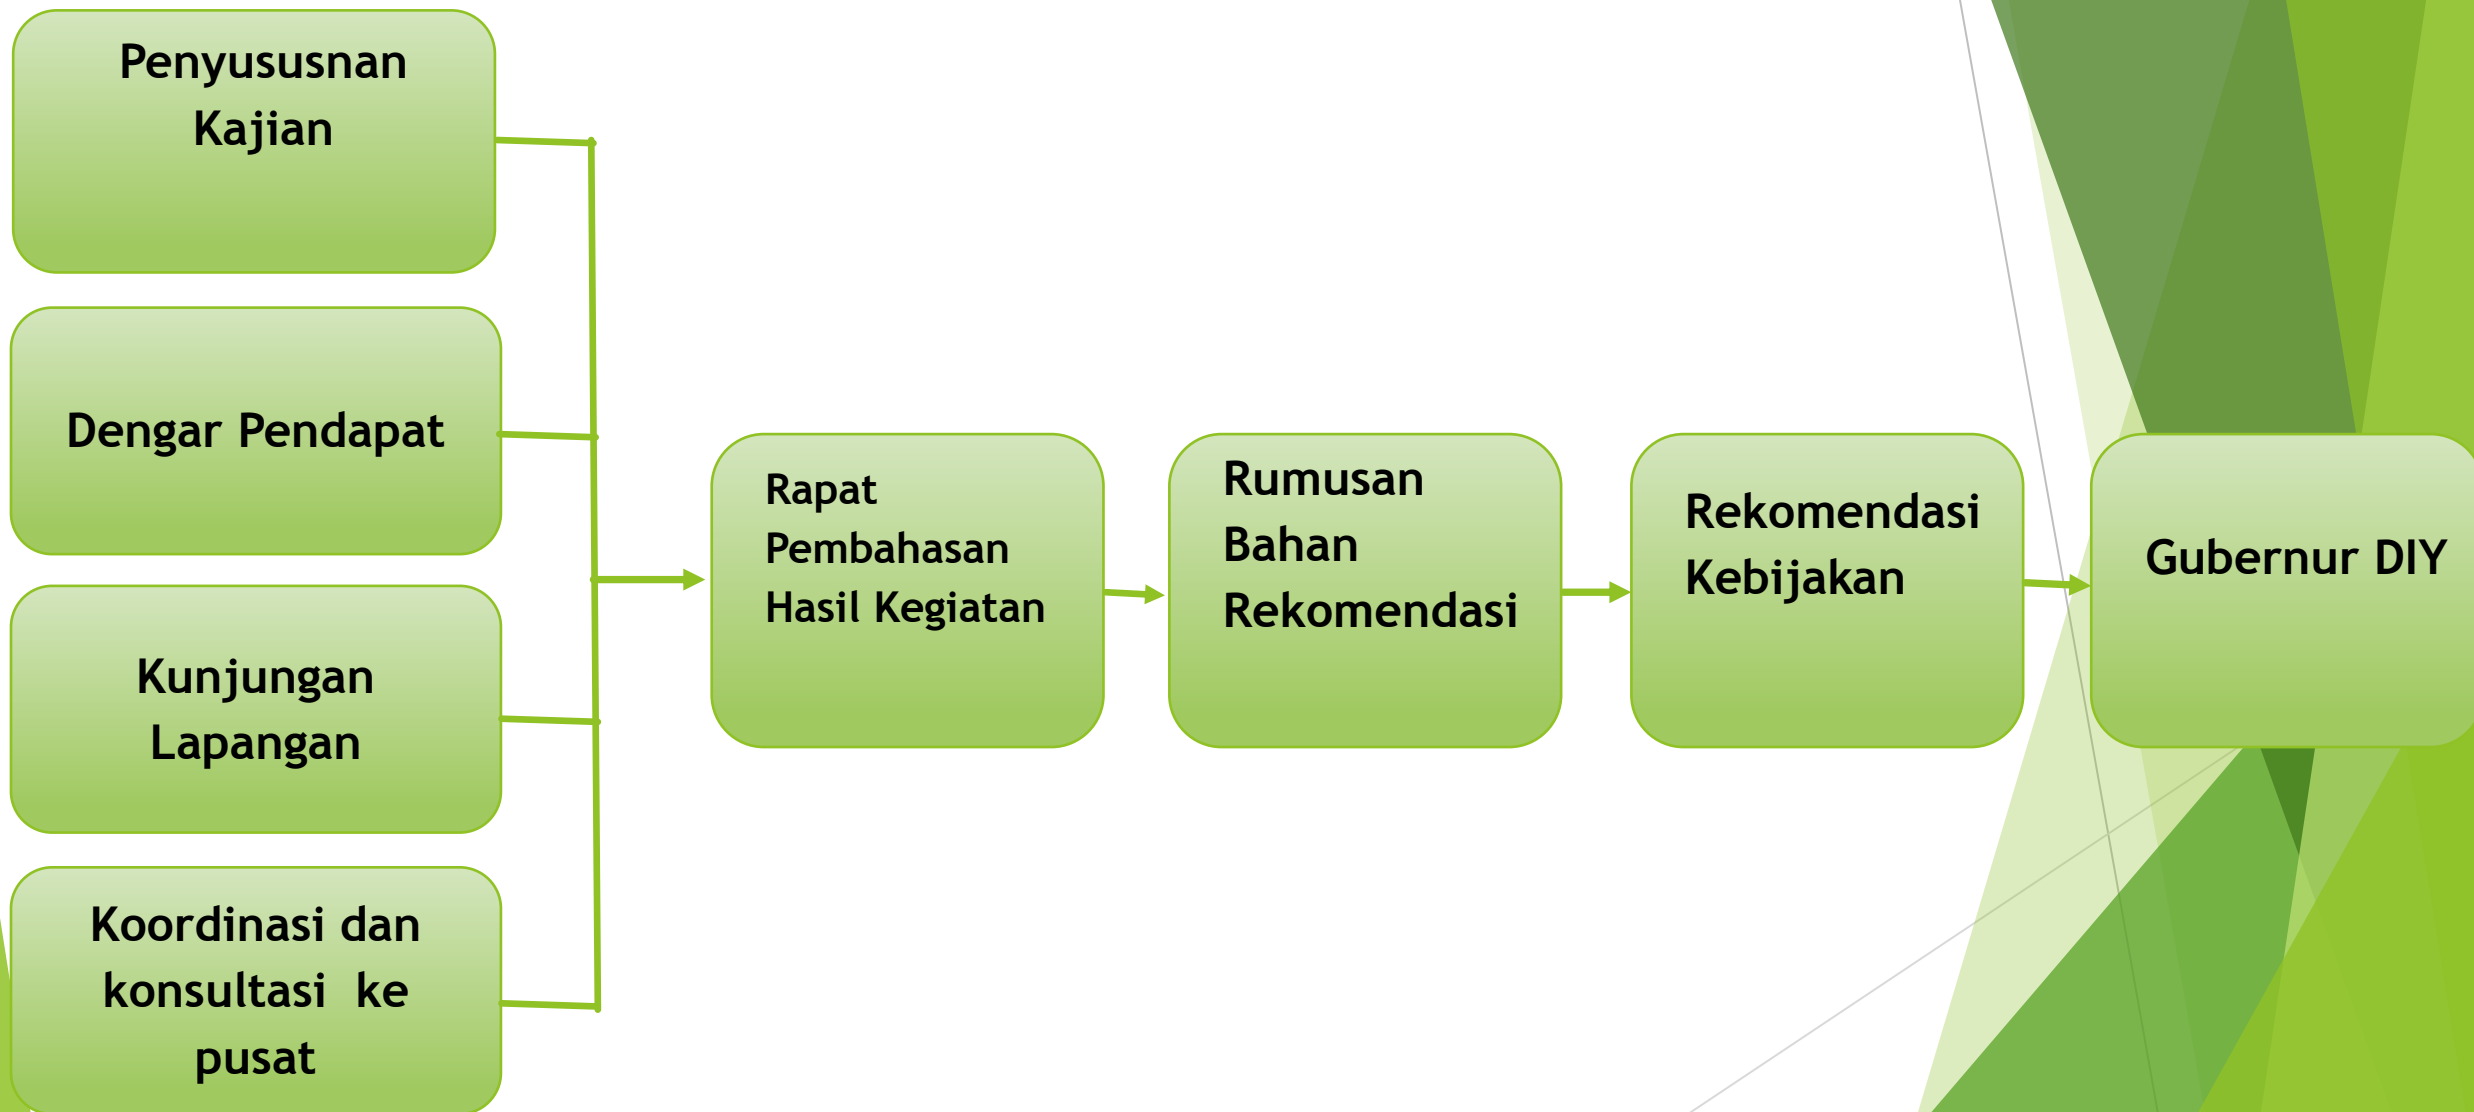 Penyususnan
Kajian
Dengar Pendapat
Kunjungan
Lapangan
Koordinasi dan
konsultasi ke
pusat
Rapat
Pembahasan
Hasil Kegiatan
Rumusan
Bahan
Rekomendasi
Rekomendasi
Kebijakan
Gubernur DIY